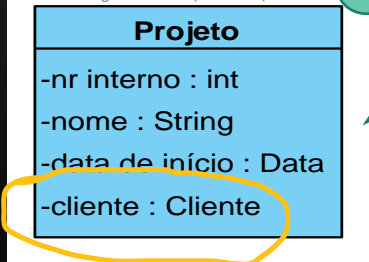 Projeto
-nr interno : int
-nome : String
-data de início : Data
-cliente : Cliente